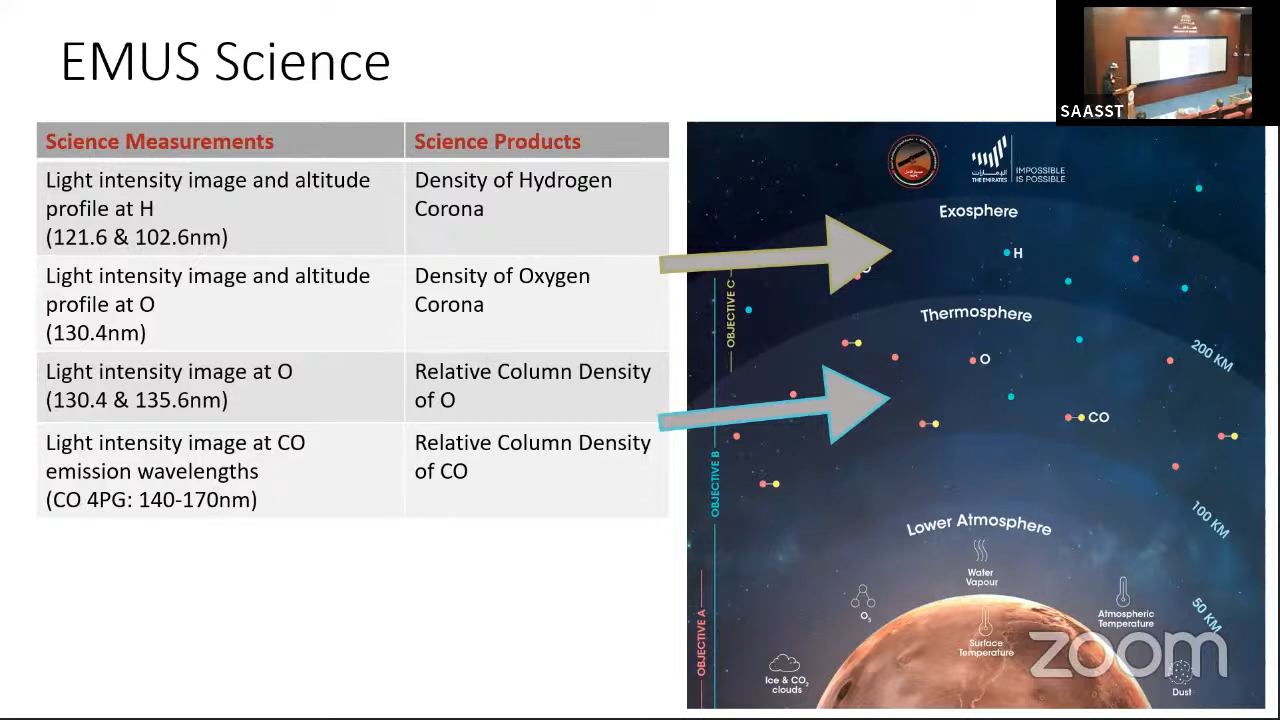 EMUS Science
SAASST
Science Measurements
Science Products
Light intensity image and altitude
profile at H
(121.6 & 102.6nm)
Density of Hydrogen
Corona
Light intensity image and altitude
profile at O
(130.4nm)
Density of Oxygen
Corona
Light intensity image at O
(130.4 & 135.6nm)
Relative Column Density
of O
Light intensity image at CO
emission wavelengths
(CO 4PG: 140-170nm)
Relative Column Density
of CO
الإمارات
THE EMIRATES
IMPOSSIBLE
IS POSSIBLE
Exosphere
H
OBJECTIVE C
Thermosphere
200 KM
O
CO
OBJECTIVE B
100 KM
Lower Atmosphere
Water
Vapour
O₃
Atmospheric
Temperature
50 KM
Surface
Temperature
OBJECTIVE A
Ice & CO₂
clouds
Dust
zoom